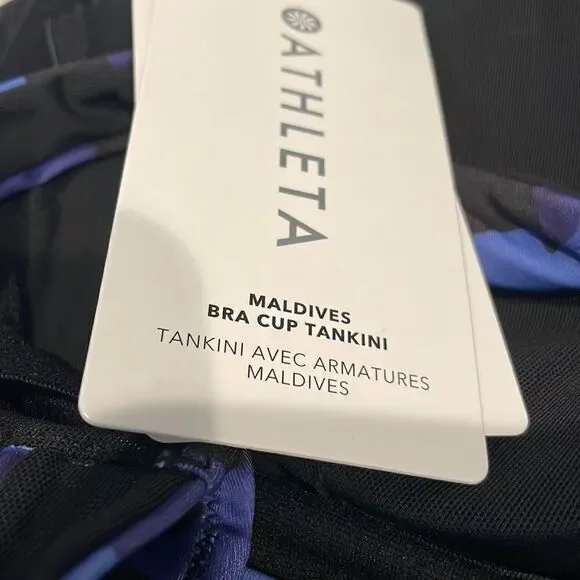 ATHLETA
MALDIVES
BRA CUP TANKINI
TANKINI AVEC ARMATURES
MALDIVES